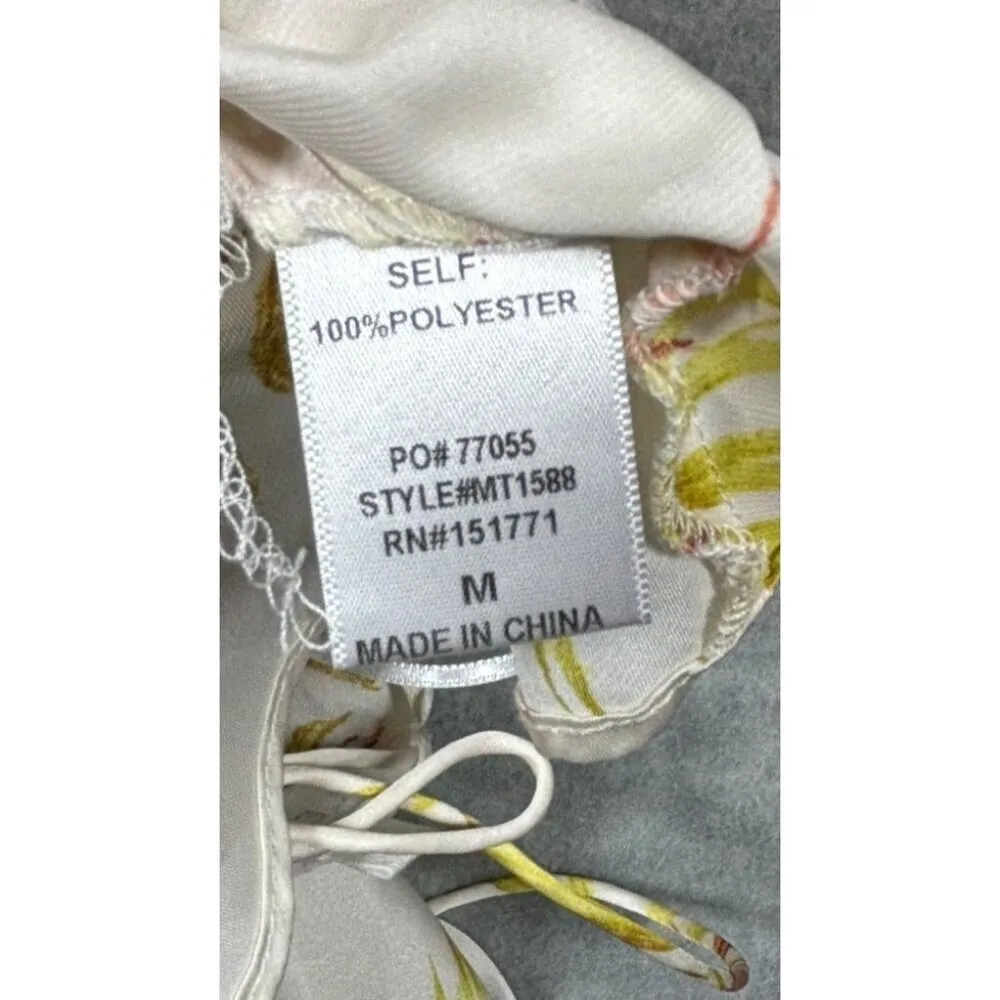 SELF:
100%POLYESTER
PO# 77055
STYLE#MT1588
RN#151771
M
MADE IN CHINA